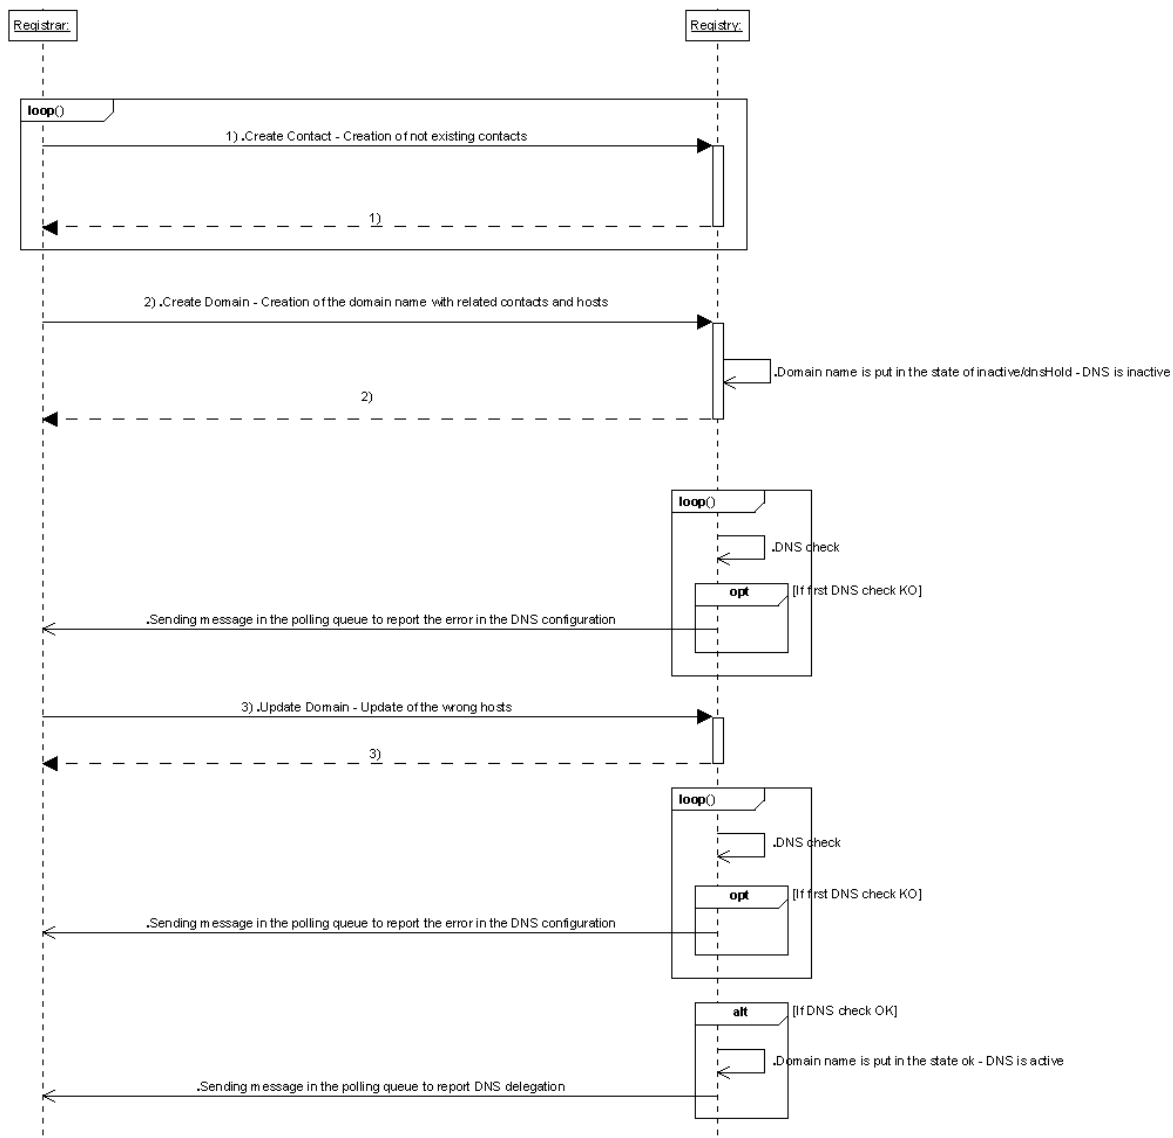 Registrar:
Registry:
loop()
1) .Create Contact - Creation of not existing contacts
1)
2) .Create Domain - Creation of the domain name with related contacts and hosts
.Domain name is put in the state of inactive/dnsHold - DNS is inactive
2)
loop()
.DNS check
opt [If first DNS check KO]
.Sending message in the polling queue to report the error in the DNS configuration
3) .Update Domain - Update of the wrong hosts
3)
loop()
.DNS check
opt [If first DNS check KO]
.Sending message in the polling queue to report the error in the DNS configuration
alt [If DNS check OK]
.Domain name is put in the state ok - DNS is active
.Sending message in the polling queue to report DNS delegation